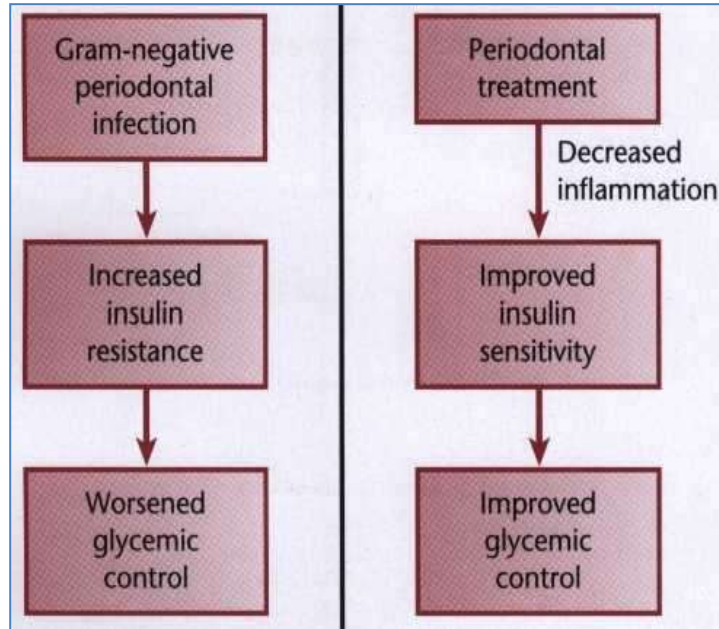 Gram-negative
periodontal
infection
Increased
insulin
resistance
Worsened
glycemic
control
Periodontal
treatment
Decreased
inflammation
Improved
insulin
sensitivity
Improved
glycemic
control